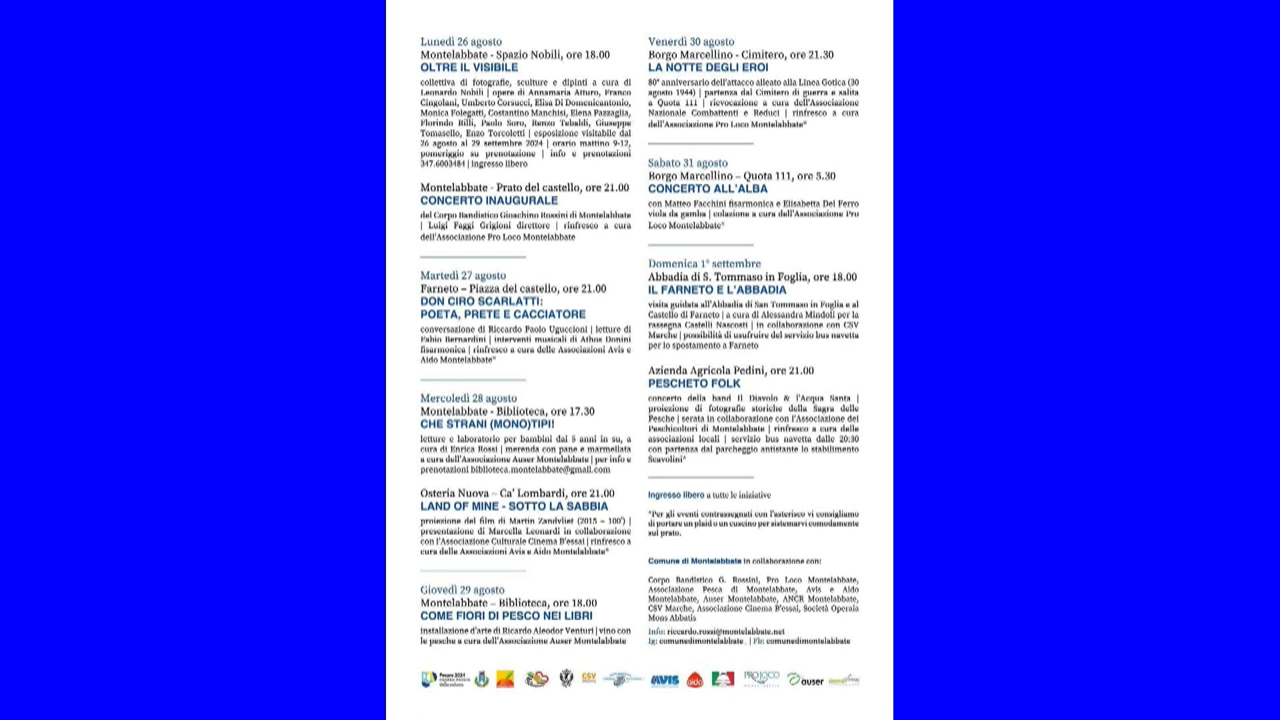 Lunedì 26 agosto
Montelabbate - Spazio Nobili, ore 18.00
OLTRE IL VISIBILE
collettiva di fotografie, sculture e dipinti a cura di
Leonardo Nobili | opere di Annamaria Atturo, Franco
Cingolani, Umberto Corsucci, Elisa Di Domenicantonio,
Monica Folegatti, Costantino Manchisi, Elena Pazzaglia,
Florindo Rilli, Paolo Soro, Renzo Tebaldi, Giuseppe
Tomasello, Enzo Torcoletti | esposizione visitabile dal
26 agosto al 29 settembre 2024 | orario mattino 9-12,
pomeriggio su prenotazione | info e prenotazioni
347.6003484 | ingresso libero
Montelabbate - Prato del castello, ore 21.00
CONCERTO INAUGURALE
del Corpo Bandistico Gioachino Rossini di Montelabbate
| Luigi Faggi Grigioni direttore | rinfresco a cura
dell'Associazione Pro Loco Montelabbate
Martedì 27 agosto
Farneto – Piazza del castello, ore 21.00
DON CIRO SCARLATTI:
POETA, PRETE E CACCIATORE
conversazione di Riccardo Paolo Uguccioni | letture di
Fabio Bernardini | interventi musicali di Athos Donini
fisarmonica | rinfresco a cura delle Associazioni Avis e
Aido Montelabbate*
Mercoledì 28 agosto
Montelabbate - Biblioteca, ore 17.30
CHE STRANI (MONO)TIPI!
letture e laboratorio per bambini dai 5 anni in su, a
cura di Enrica Rossi | merenda con pane e marmellata
a cura dell'Associazione Auser Montelabbate | per info e
prenotazioni biblioteca.montelabbate@gmail.com
Osteria Nuova – Ca' Lombardi, ore 21.00
LAND OF MINE - SOTTO LA SABBIA
proiezione del film di Martin Zandvliet (2015 – 100') |
presentazione di Marcella Leonardi in collaborazione
con l'Associazione Culturale Cinema B'essai | rinfresco a
cura delle Associazioni Avis e Aido Montelabbate*
Giovedì 29 agosto
Montelabbate – Biblioteca, ore 18.00
COME FIORI DI PESCO NEI LIBRI
installazione d'arte di Ricardo Aleodor Venturi | vino con
le pesche a cura dell'Associazione Auser Montelabbate
Venerdì 30 agosto
Borgo Marcellino - Cimitero, ore 21.30
LA NOTTE DEGLI EROI
80° anniversario dell'attacco alleato alla Linea Gotica (30
agosto 1944) | partenza dal Cimitero di guerra e salita
a Quota 111 | rievocazione a cura dell'Associazione
Nazionale Combattenti e Reduci | rinfresco a cura
dell'Associazione Pro Loco Montelabbate*
Sabato 31 agosto
Borgo Marcellino – Quota 111, ore 5.30
CONCERTO ALL'ALBA
con Matteo Facchini fisarmonica e Elisabetta Del Ferro
viola da gamba | colazione a cura dell'Associazione Pro
Loco Montelabbate*
Domenica 1° settembre
Abbadia di S. Tommaso in Foglia, ore 18.00
IL FARNETO E L'ABBADIA
visita guidata all'Abbadia di San Tommaso in Foglia e al
Castello di Farneto | a cura di Alessandra Mindoli per la
rassegna Castelli Nascosti | in collaborazione con CSV
Marche | possibilità di usufruire del servizio bus navetta
per lo spostamento a Farneto
Azienda Agricola Pedini, ore 21.00
PESCHETO FOLK
concerto della band Il Diavolo & l'Acqua Santa |
proiezione di fotografie storiche della Sagra delle
Pesche | serata in collaborazione con l'Associazione dei
Peschicoltori di Montelabbate | rinfresco a cura delle
associazioni locali | servizio bus navetta dalle 20:30
con partenza dal parcheggio antistante lo stabilimento
Scavolini*
Ingresso libero a tutte le iniziative
*Per gli eventi contrassegnati con l'asterisco vi consigliamo
di portare un plaid o un cuscino per sistemarvi comodamente
sul prato.
Comune di Montelabbate in collaborazione con:
Corpo Bandistico G. Rossini, Pro Loco Montelabbate,
Associazione Pesca di Montelabbate, Avis e Aido
Montelabbate, Auser Montelabbate, ANCR Montelabbate,
CSV Marche, Associazione Cinema B'essai, Società Operaia
Mons Abbatis
Info: riccardo.rossi@montelabbate.net
Ig: comunedimontelabbate_ | Fb: comunedimontelabbate
Pesaro 2024
CSV
AVIS
aido
PROLOCO
auser